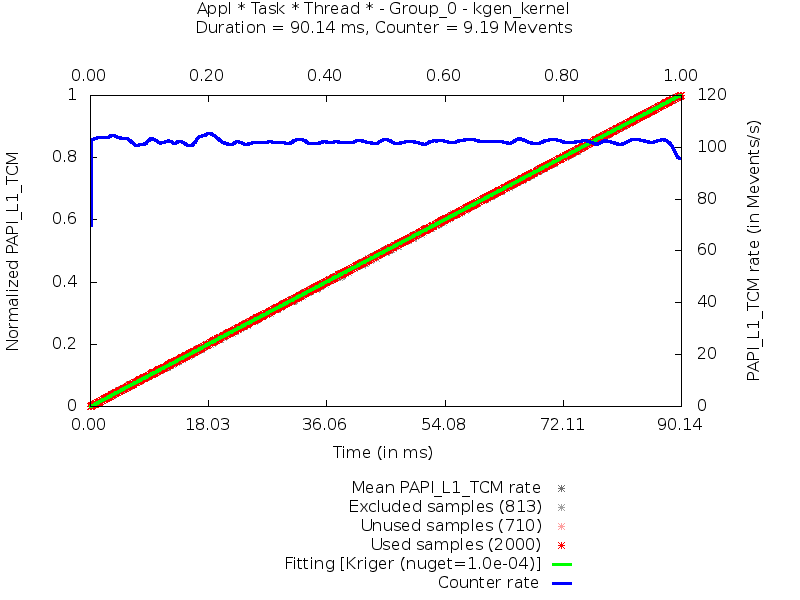 Appl * Task * Thread * - Group_0 - kgen_kernel
Duration = 90.14 ms, Counter = 9.19 Mevents
0.00 0.20 0.40 0.60 0.80 1.00
1 120
100
0.8
80
0.6
60
0.4
40
0.2
20
0 0
Normalized PAPI_L1_TCM
PAPI_L1_TCM rate (in Mevents/s)
0.00 18.03 36.06 54.08 72.11 90.14
Time (in ms)
Mean PAPI_L1_TCM rate
Excluded samples (813)
Unused samples (710)
Used samples (2000)
Fitting [Kriger (nuget=1.0e-04)]
Counter rate